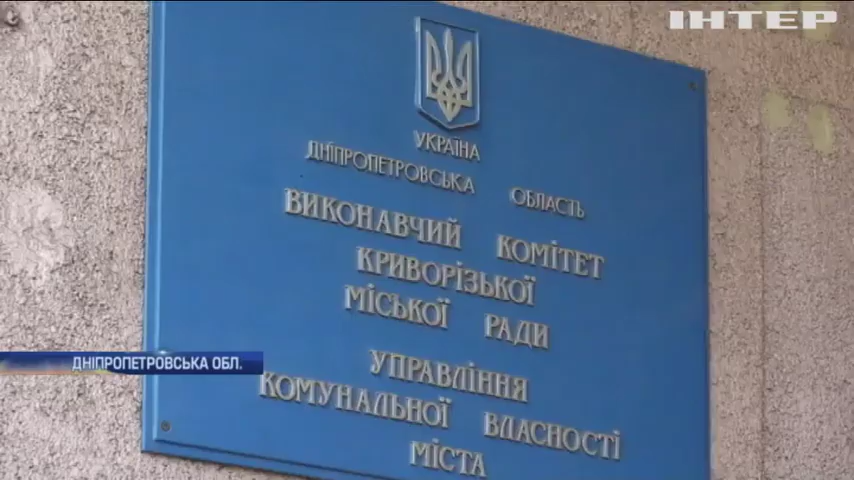 ІНТЕР
УКРАЇНА
ДНІПРОПЕТРОВСЬКА ОБЛАСТЬ
ВИКОНАВЧИЙ КОМІТЕТ
КРИВОРІЗЬКОЇ
МІСЬКОЇ РАДИ
УПРАВЛІННЯ
КОМУНАЛЬНОЇ ВЛАСНОСТІ
МІСТА
ДНІПРОПЕТРОВСЬКА ОБЛ.